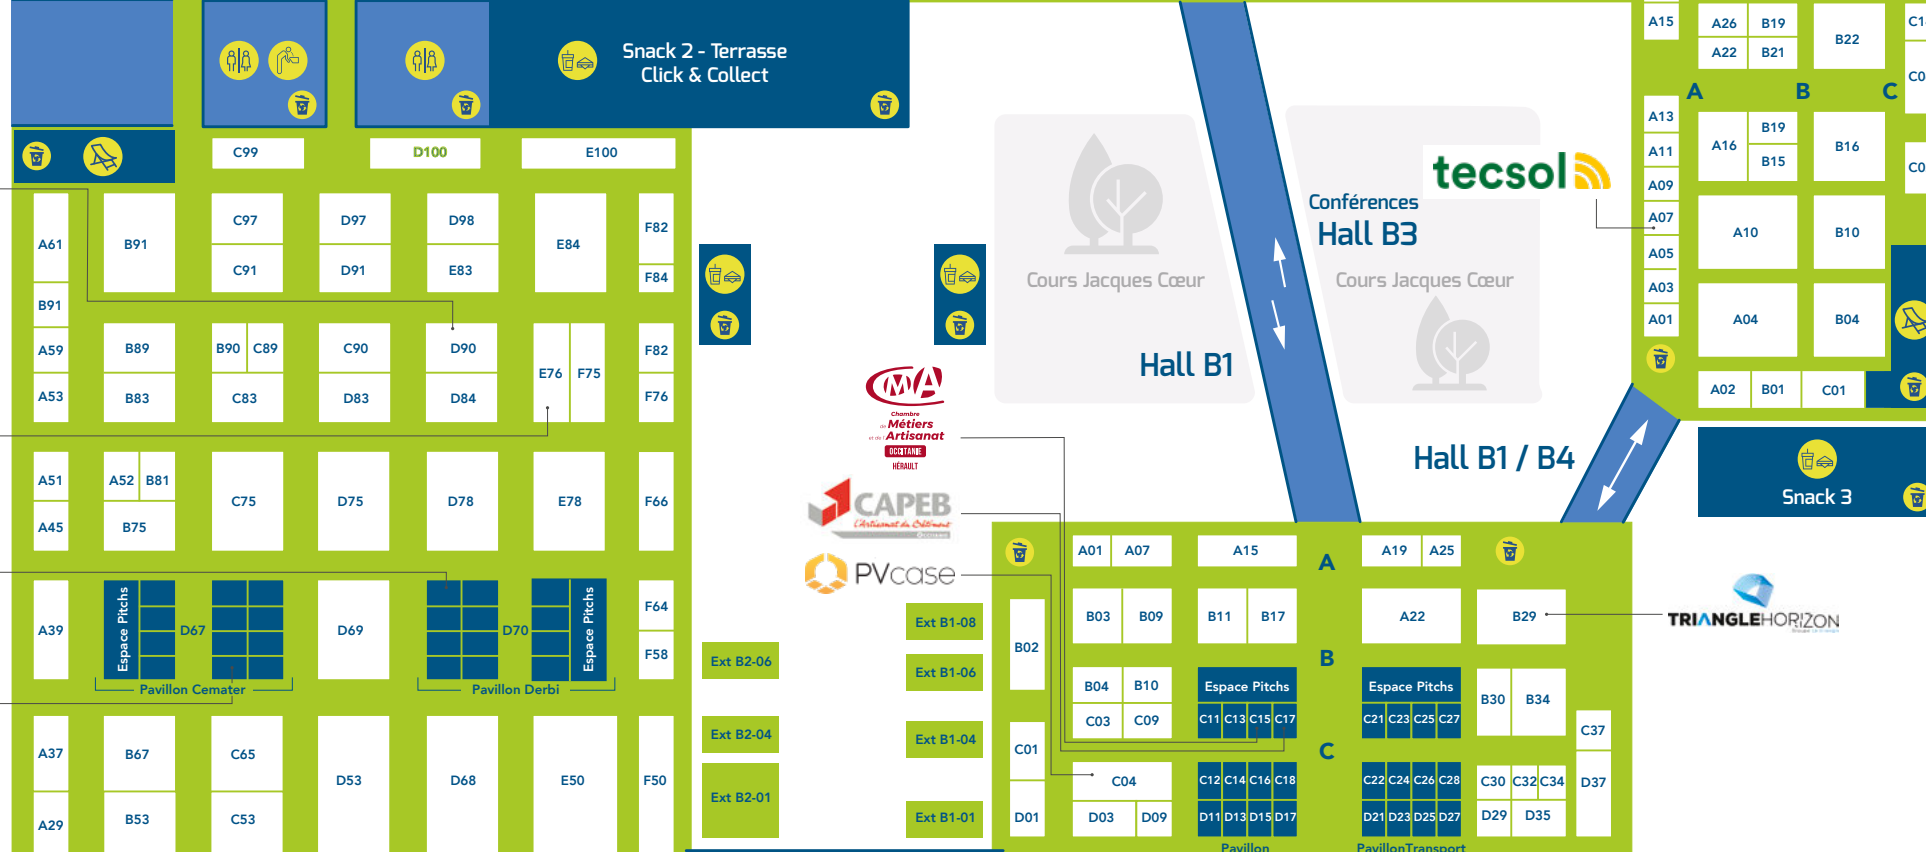 Snack 2 - Terrasse
Click & Collect
C99
D100
E100
A61
B91
C97
D97
D98
E84
F82
C91
D91
E83
F84
B91
A59
B89
B90
C89
C90
D90
E76
F75
F82
A53
B83
C83
D83
D84
F76
A51
A52
B81
C75
D75
D78
E78
F66
A45
B75
A39
Espace Pitchs
D67
D69
D70
Espace Pitchs
F64
F58
Pavillon Cemater
Pavillon Derbi
A37
B67
C65
D53
D68
E50
F50
A29
B53
C53
Ext B2-06
Ext B2-04
Ext B2-01
Ext B1-08
Ext B1-06
Ext B1-04
Ext B1-01
Cours Jacques Cœur
Hall B1
Conférences
Hall B3
Cours Jacques Cœur
Hall B1 / B4
tecsol
CMA
Chambre
de Métiers
et de l'Artisanat
OCCITANIE
HÉRAULT
CAPEB
L'Artisanat du Bâtiment
OCCITANIE
PVcase
TRIANGLEHORIZON
A15
A26
B19
B22
A22
B21
A
B
C
A13
A11
A09
A07
A05
A03
A01
A16
B19
B15
B16
A10
B10
A04
B04
A02
B01
C01
Snack 3
A01
A07
A15
A
A19
A25
B02
B03
B09
B11
B17
A22
B29
B
B04
B10
Espace Pitchs
Espace Pitchs
B30
B34
C03
C09
C11
C13
C15
C17
C21
C23
C25
C27
C37
C01
C
C04
C12
C14
C16
C18
C22
C24
C26
C28
C30
C32
C34
D37
D01
D03
D09
D11
D13
D15
D17
D21
D23
D25
D27
D29
D35
Pavillon
PavillonTransport